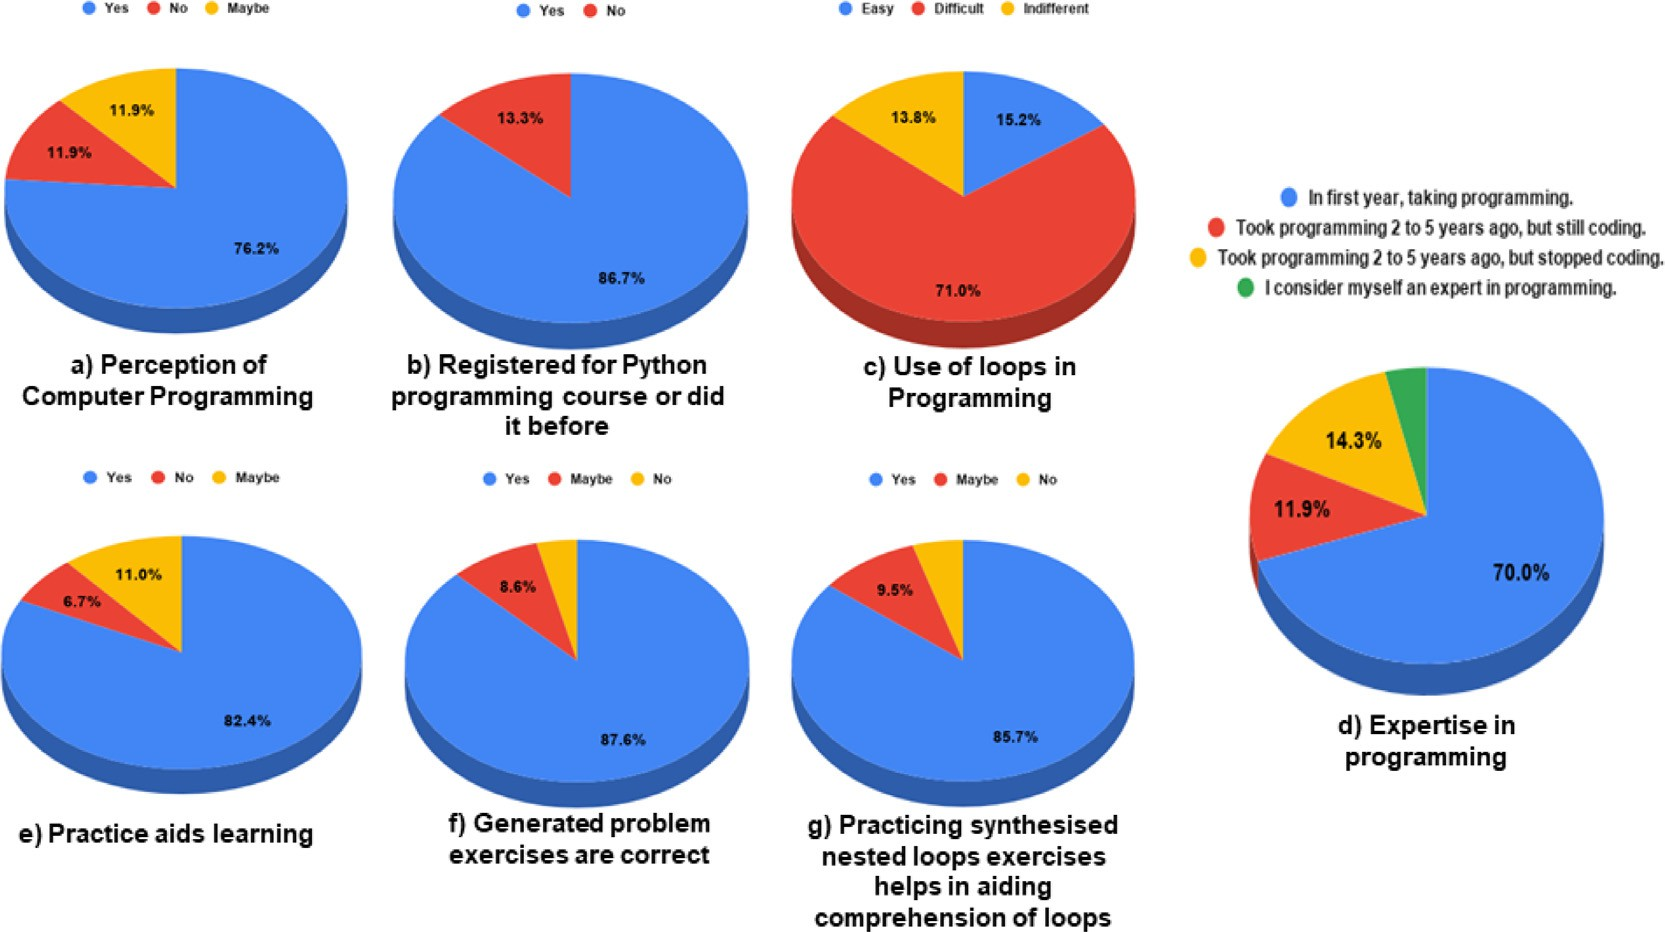 Yes No Maybe
11.9%
11.9%
76.2%
a) Perception of
Computer Programming
Yes No
13.3%
86.7%
b) Registered for Python
programming course or did
it before
Easy Difficult Indifferent
13.8%
15.2%
71.0%
c) Use of loops in
Programming
In first year, taking programming.
Took programming 2 to 5 years ago, but still coding.
Took programming 2 to 5 years ago, but stopped coding.
I consider myself an expert in programming.
14.3%
11.9%
70.0%
d) Expertise in
programming
Yes No Maybe
11.0%
6.7%
82.4%
e) Practice aids learning
Yes Maybe No
8.6%
87.6%
f) Generated problem
exercises are correct
Yes Maybe No
9.5%
85.7%
g) Practicing synthesised
nested loops exercises
helps in aiding
comprehension of loops